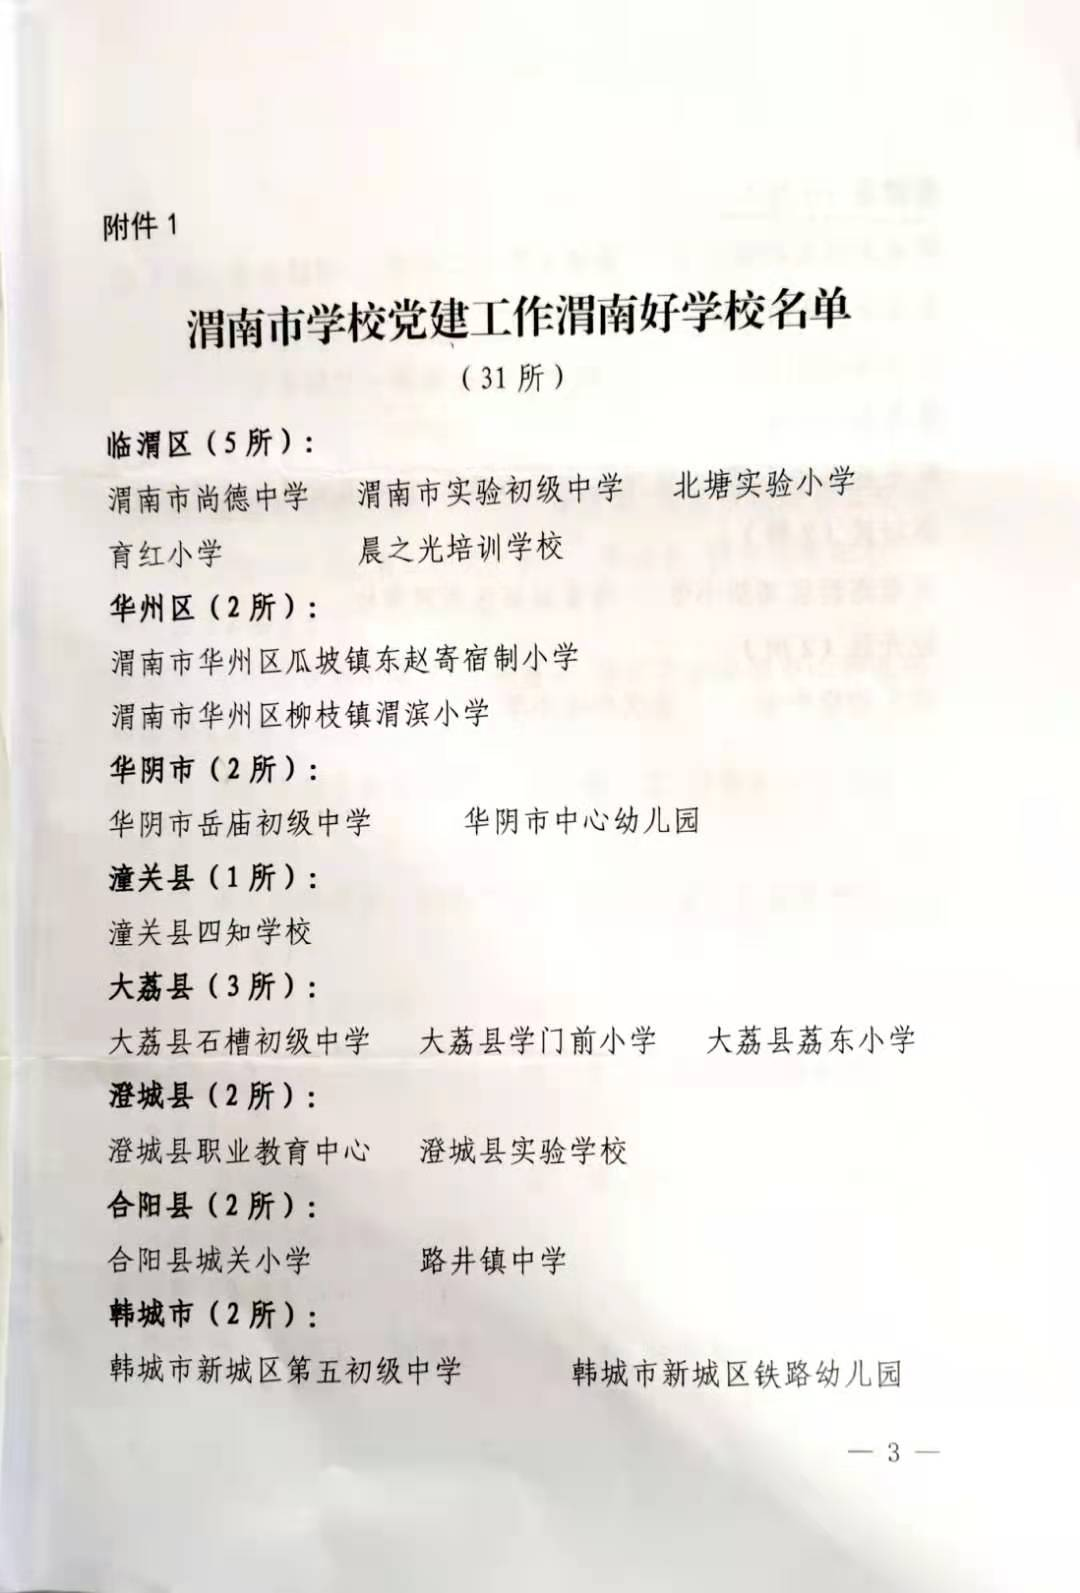 附件1
渭南市学校党建工作渭南好学校名单
（31所）
临渭区（5所）：
渭南市尚德中学 渭南市实验初级中学 北塘实验小学
育红小学 晨之光培训学校
华州区（2所）：
渭南市华州区瓜坡镇东赵寄宿制小学
渭南市华州区柳枝镇渭滨小学
华阴市（2所）：
华阴市岳庙初级中学 华阴市中心幼儿园
潼关县（1所）：
潼关县四知学校
大荔县（3所）：
大荔县石槽初级中学 大荔县学门前小学 大荔县荔东小学
澄城县（2所）：
澄城县职业教育中心 澄城县实验学校
合阳县（2所）：
合阳县城关小学 路井镇中学
韩城市（2所）：
韩城市新城区第五初级中学 韩城市新城区铁路幼儿园
— 3 —